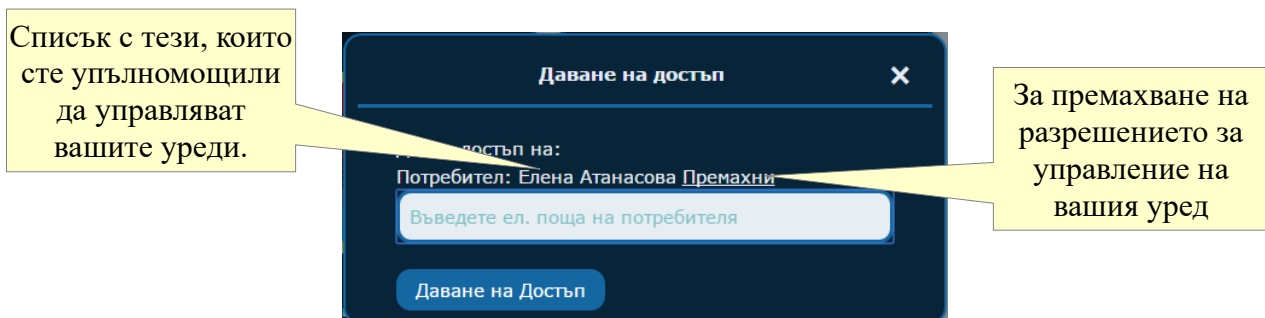 Списък с тези, които
сте упълномощили
да управляват
вашите уреди.
Даване на достъп
×
достъп на:
Потребител: Елена Атанасова Премахни
Въведете ел. поща на потребителя
Даване на Достъп
За премахване на
разрешението за
управление на
вашия уред